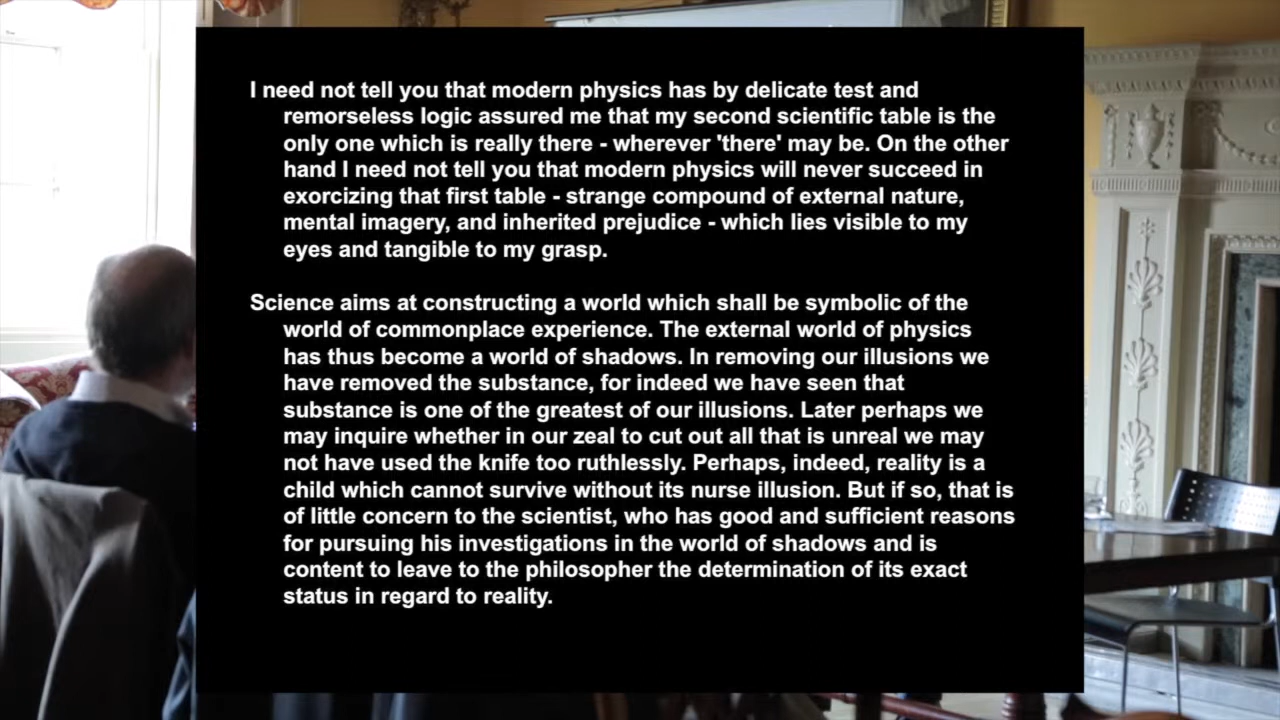 I need not tell you that modern physics has by delicate test and
remorseless logic assured me that my second scientific table is the
only one which is really there - wherever 'there' may be. On the other
hand I need not tell you that modern physics will never succeed in
exorcizing that first table - strange compound of external nature,
mental imagery, and inherited prejudice - which lies visible to my
eyes and tangible to my grasp.
Science aims at constructing a world which shall be symbolic of the
world of commonplace experience. The external world of physics
has thus become a world of shadows. In removing our illusions we
have removed the substance, for indeed we have seen that
substance is one of the greatest of our illusions. Later perhaps we
may inquire whether in our zeal to cut out all that is unreal we may
not have used the knife too ruthlessly. Perhaps, indeed, reality is a
child which cannot survive without its nurse illusion. But if so, that is
of little concern to the scientist, who has good and sufficient reasons
for pursuing his investigations in the world of shadows and is
content to leave to the philosopher the determination of its exact
status in regard to reality.